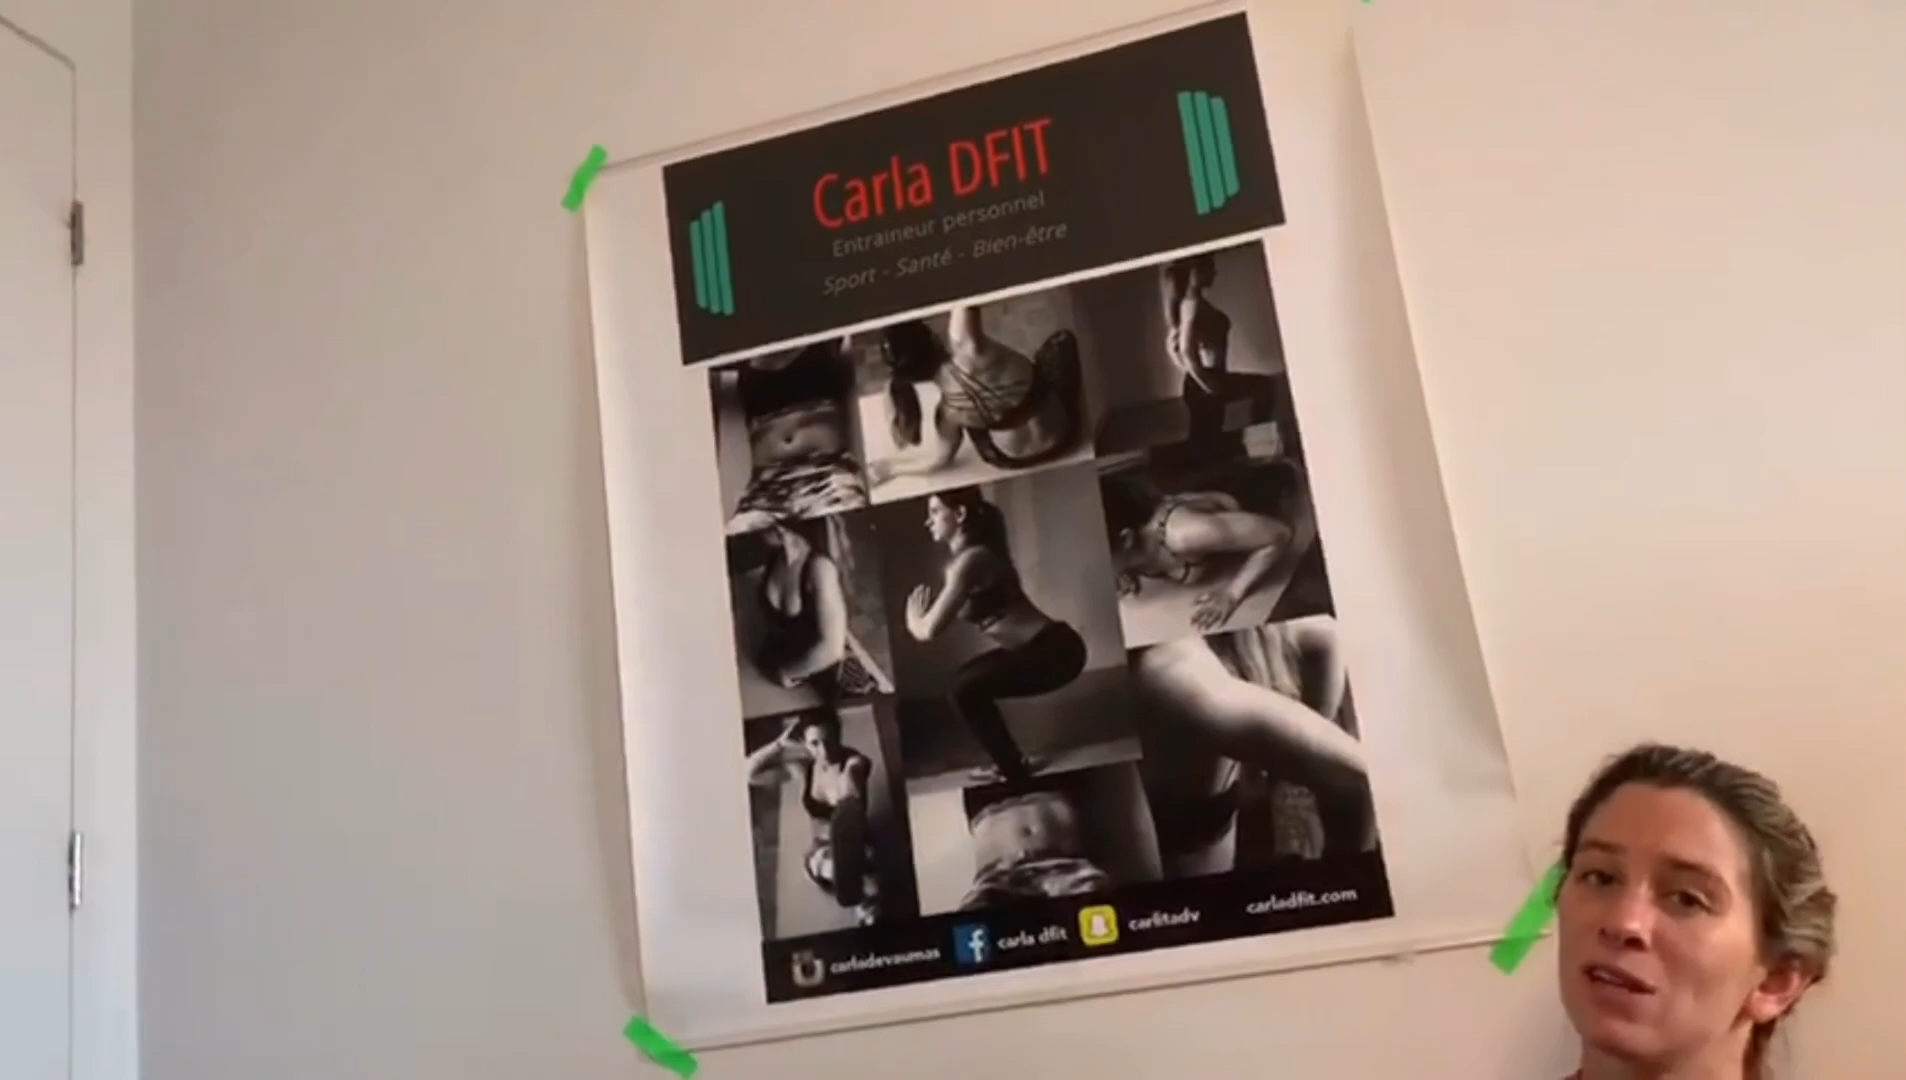 Carla DFIT
Entraineur personnel
Sport - Santé - Bien-être
carladevaumas
carla dfit
carlitadv
carladfit.com